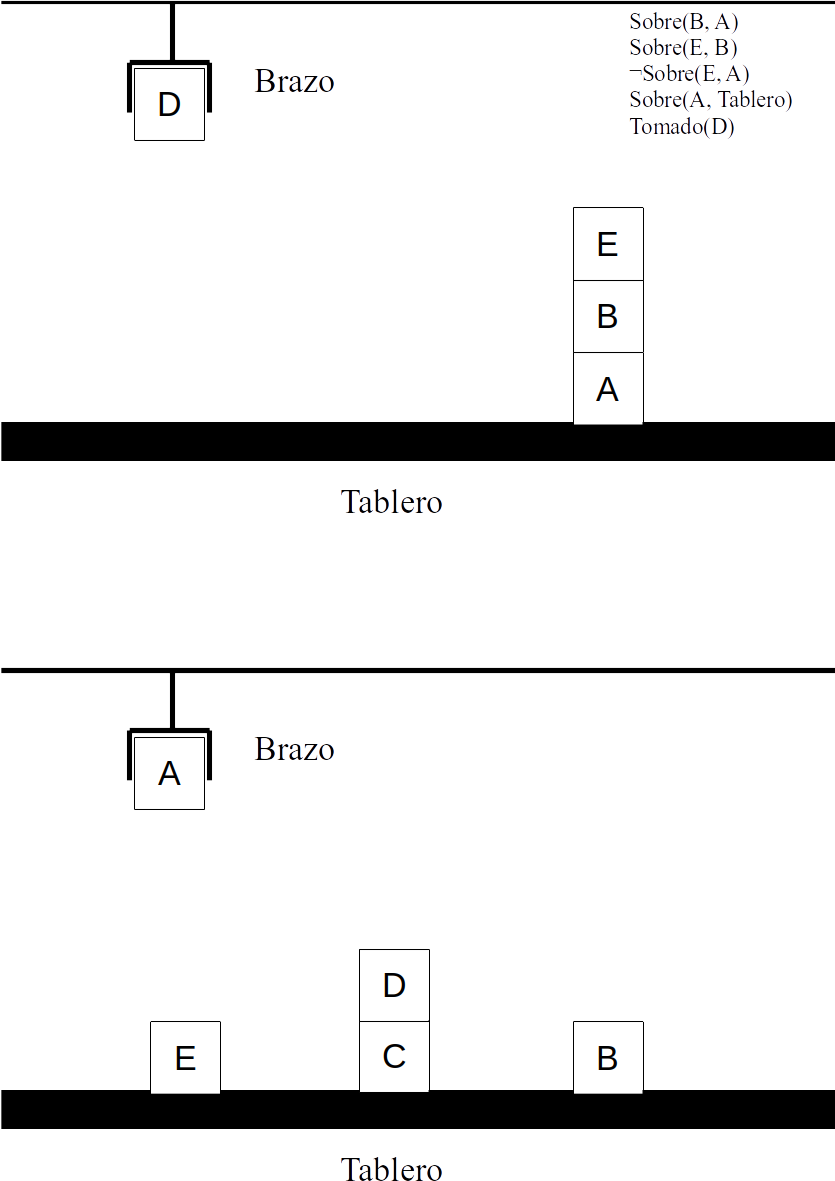 Sobre(B, A)
Sobre(E, B)
¬Sobre(E, A)
Sobre(A, Tablero)
Tomado(D)
D
Brazo
E
B
A
Tablero
A
Brazo
D
E
C
B
Tablero